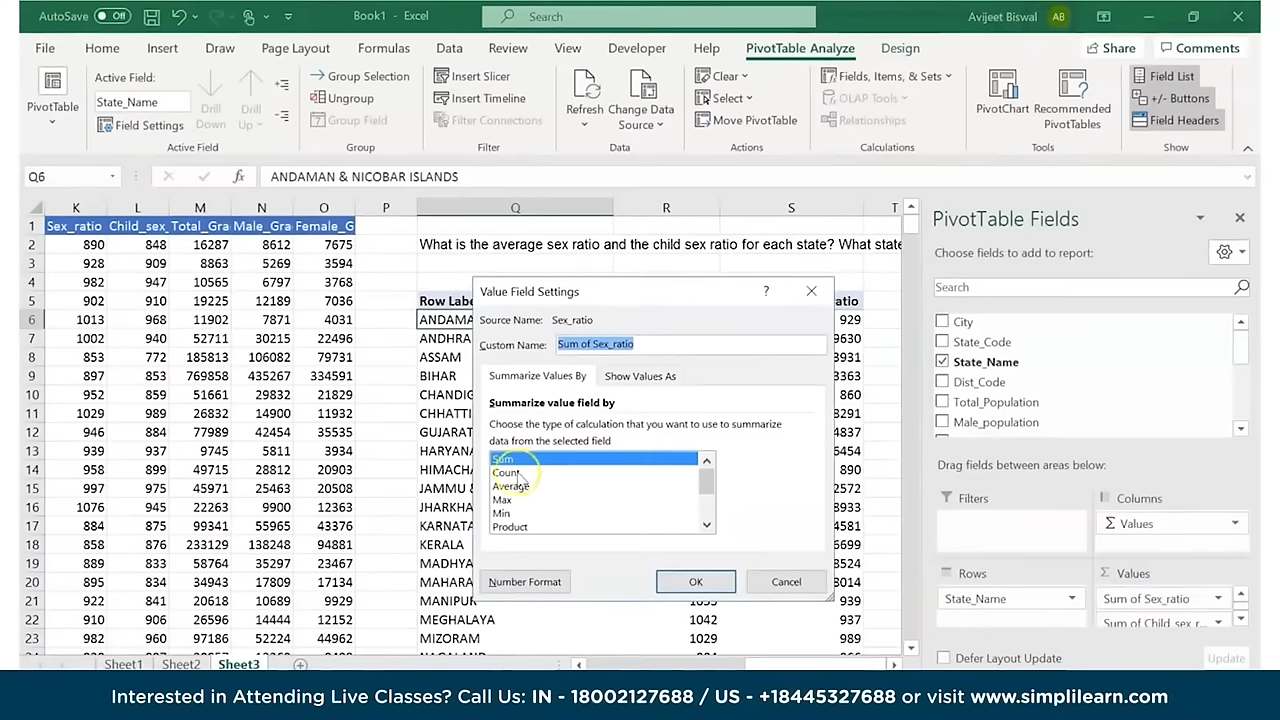 AutoSave Off Book1 - Excel Search Avijeet Biswal AB
File Home Insert Draw Page Layout Formulas Data Review View Developer Help PivotTable Analyze Design Share Comments
PivotTable
Active Field:
State_Name
Field Settings
Drill Down
Drill Up
Active Field
Group Selection
Ungroup
Group Field
Group
Insert Slicer
Insert Timeline
Filter Connections
Filter
Refresh
Change Data Source
Data
Clear
Select
Move PivotTable
Actions
Fields, Items, & Sets
OLAP Tools
Relationships
Calculations
PivotChart
Recommended PivotTables
Tools
Field List
+/- Buttons
Field Headers
Show
Q6 fx ANDAMAN & NICOBAR ISLANDS
K L M N O P Q R S T
1 Sex_ratio Child_sex_ Total_Gra Male_Gra Female_G
2 890 848 16287 8612 7675 What is the average sex ratio and the child sex ratio for each state? What state
3 928 909 8863 5269 3594
4 982 947 10565 6797 3768
5 902 910 19225 12189 7036 Row Labe atio
6 1013 968 11902 7871 4031 ANDAMA 929
7 1002 940 52711 30215 22496 ANDHRA 9630
8 853 772 185813 106082 79731 ASSAM 3936
9 897 853 769858 435267 334591 BIHAR 3363
10 952 859 51661 29832 21829 CHANDIG 860
11 1029 989 26832 14900 11932 CHHATTI 8291
12 946 884 77989 42454 35535 GUJARAT 4837
13 939 937 9745 5811 3934 HARYANA 5431
14 958 899 49715 28812 20903 HIMACHA 890
15 997 975 45971 25463 20508 JAMMU & 2572
16 1076 945 22263 9900 12363 JHARKHA 8933
17 884 875 99341 55965 43376 KARNATA 4581
18 858 876 233129 138248 94881 KERALA 6699
19 889 833 58764 35297 23467 MADHYA 8524
20 895 834 34943 17809 17134 MAHARA 8014
21 922 841 20618 10689 9929 MANIPUR 939
22 910 906 26596 14444 12152 MEGHALAYA 1042 937
23 982 960 97186 52224 44962 MIZORAM 1029 989
Value Field Settings ?
Source Name: Sex_ratio
Custom Name: Sum of Sex_ratio
Summarize Values By Show Values As
Summarize value field by
Choose the type of calculation that you want to use to summarize
data from the selected field
Sum
Count
Average
Max
Min
Product
Number Format OK Cancel
PivotTable Fields
Choose fields to add to report:
Search
City
State_Code
State_Name
Dist_Code
Total_Population
Male_population
Drag fields between areas below:
Filters Columns
Σ Values
Rows Σ Values
State_Name Sum of Sex_ratio
Sum of Child_sex_r...
Defer Layout Update Update
Sheet1 Sheet2 Sheet3
Interested in Attending Live Classes? Call Us: IN - 18002127688 / US - +18445327688 or visit www.simplilearn.com